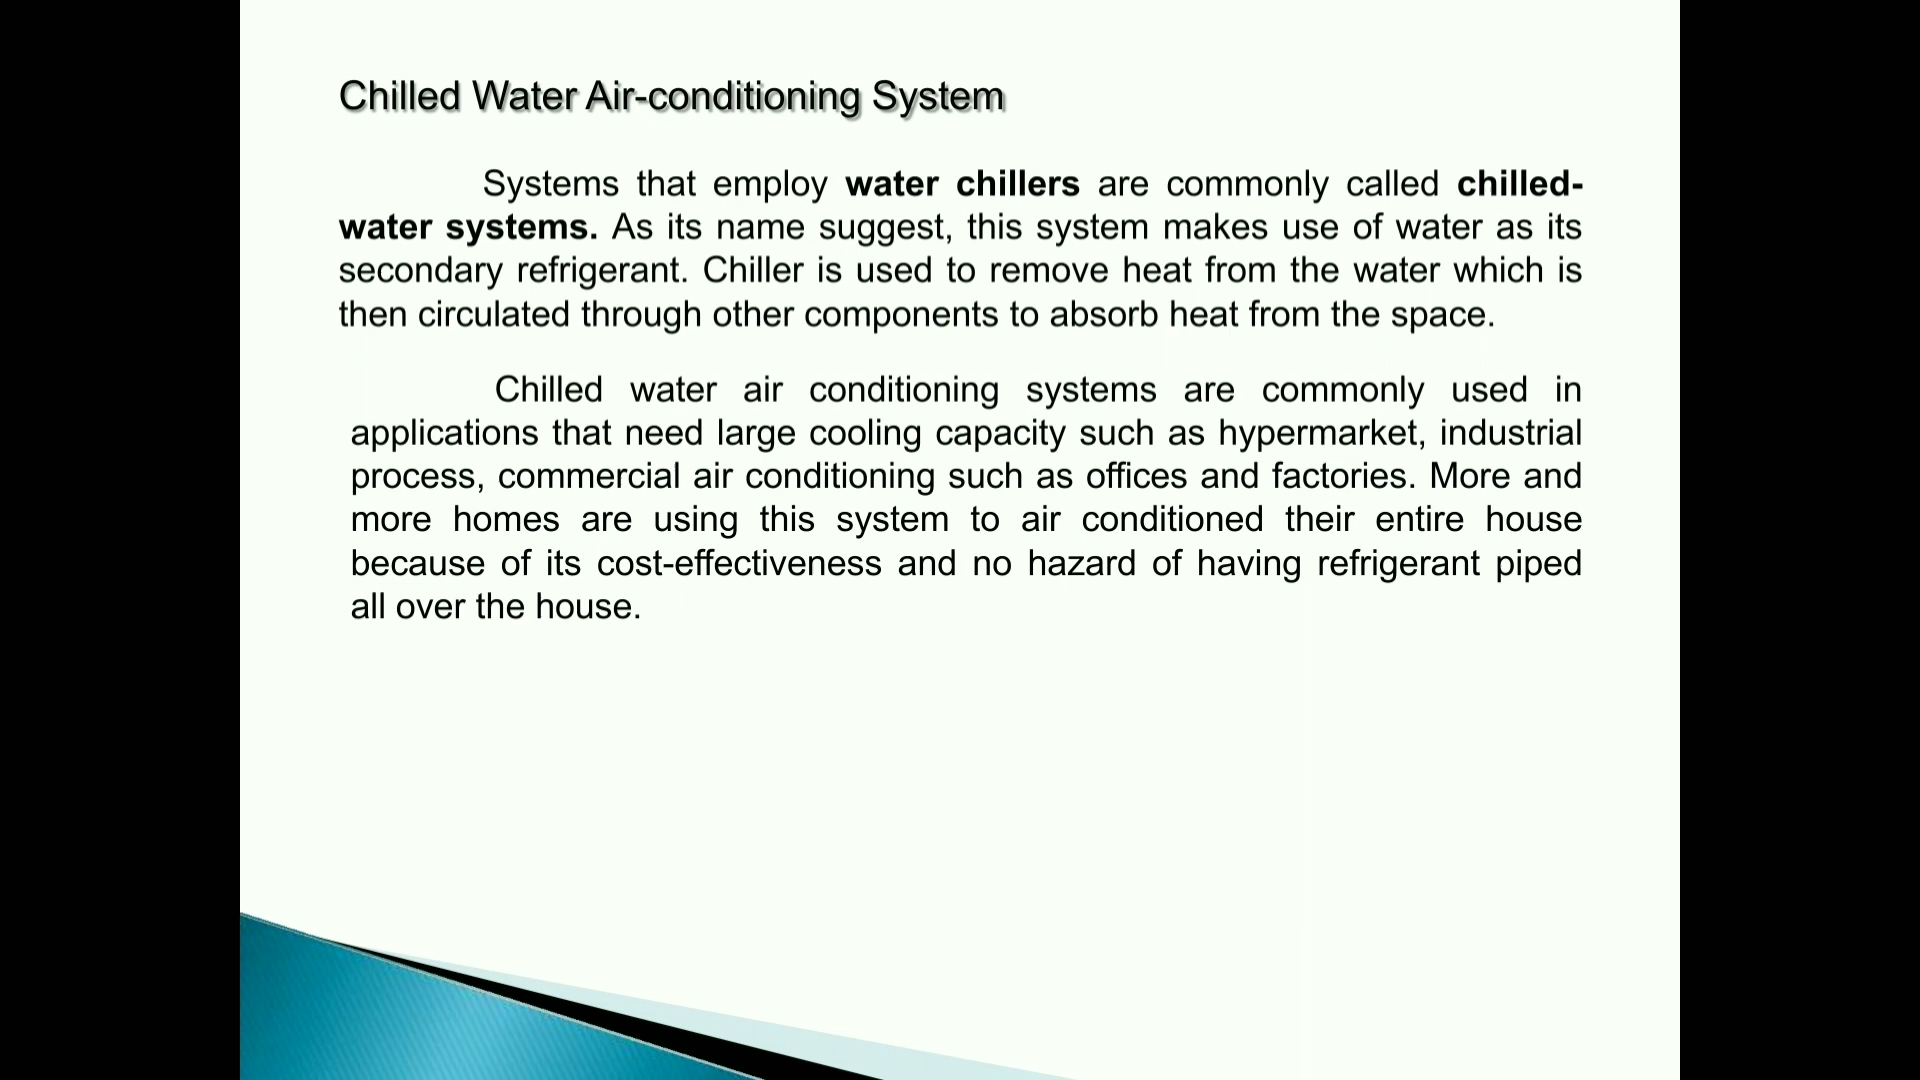 Chilled Water Air-conditioning System
Systems that employ water chillers are commonly called chilled-
water systems. As its name suggest, this system makes use of water as its
secondary refrigerant. Chiller is used to remove heat from the water which is
then circulated through other components to absorb heat from the space.
Chilled water air conditioning systems are commonly used in
applications that need large cooling capacity such as hypermarket, industrial
process, commercial air conditioning such as offices and factories. More and
more homes are using this system to air conditioned their entire house
because of its cost-effectiveness and no hazard of having refrigerant piped
all over the house.